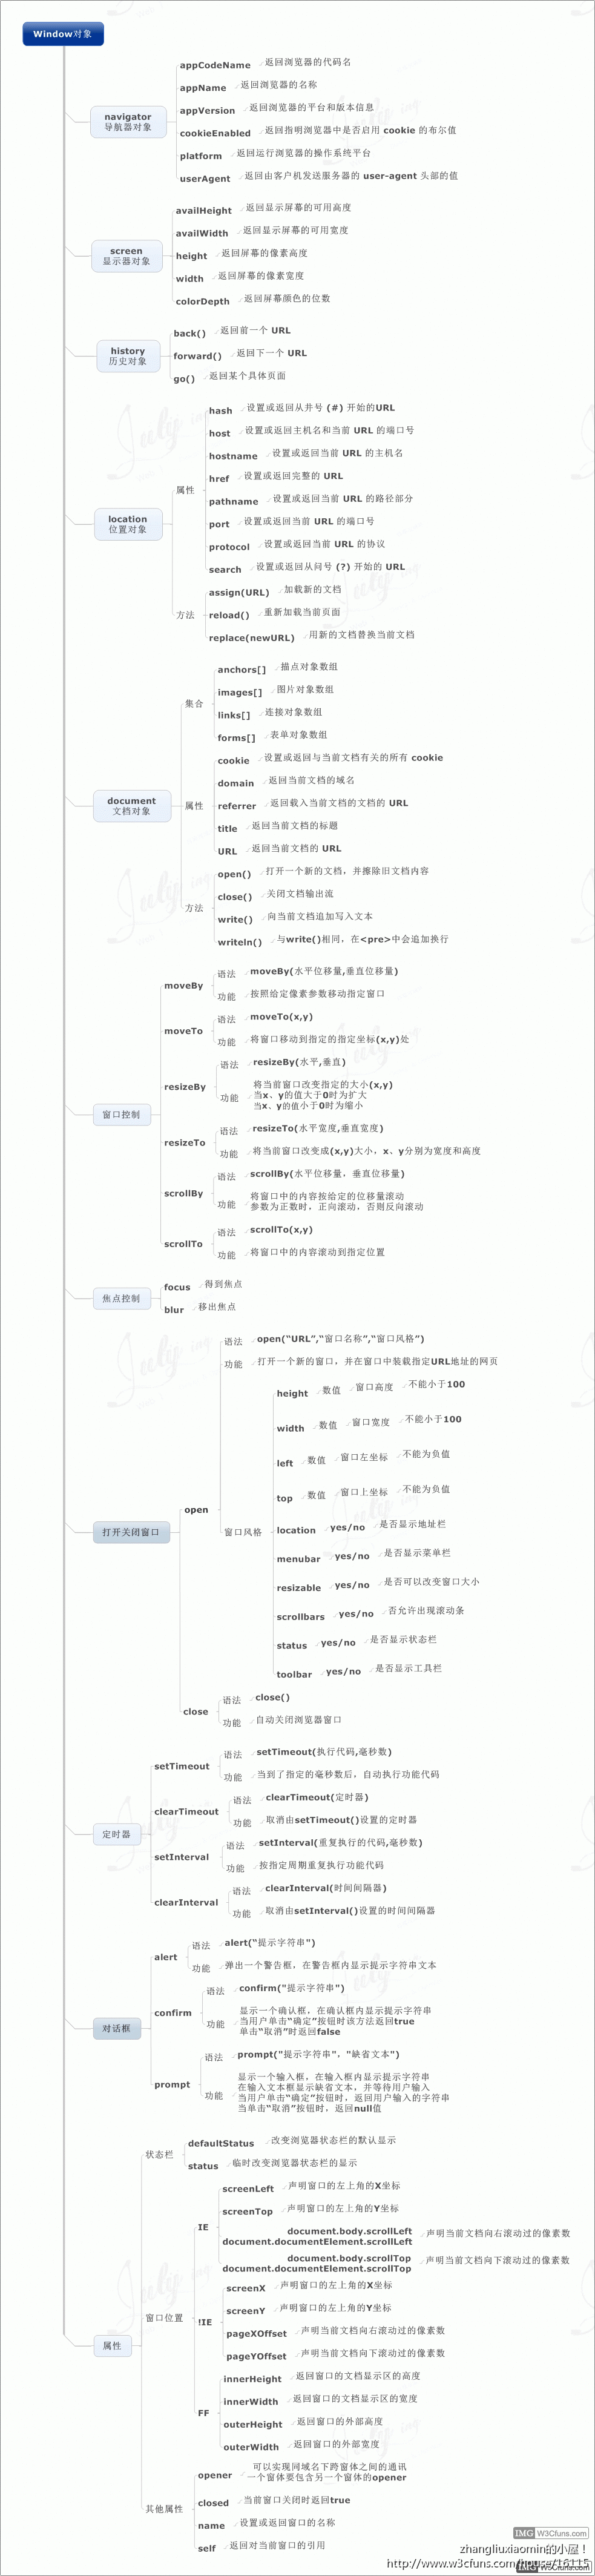 Window对象
navigator
导航器对象
appCodeName 返回浏览器的代码名
appName 返回浏览器的名称
appVersion 返回浏览器的平台和版本信息
cookieEnabled 返回指明浏览器中是否启用 cookie 的布尔值
platform 返回运行浏览器的操作系统平台
userAgent 返回由客户机发送服务器的 user-agent 头部的值
screen
显示器对象
availHeight 返回显示屏幕的可用高度
availWidth 返回显示屏幕的可用宽度
height 返回屏幕的像素高度
width 返回屏幕的像素宽度
colorDepth 返回屏幕颜色的位数
history
历史对象
back() 返回前一个 URL
forward() 返回下一个 URL
go() 返回某个具体页面
location
位置对象
属性
hash 设置或返回从井号 (#) 开始的URL
host 设置或返回主机名和当前 URL 的端口号
hostname 设置或返回当前 URL 的主机名
href 设置或返回完整的 URL
pathname 设置或返回当前 URL 的路径部分
port 设置或返回当前 URL 的端口号
protocol 设置或返回当前 URL 的协议
search 设置或返回从问号 (?) 开始的 URL
方法
assign(URL) 加载新的文档
reload() 重新加载当前页面
replace(newURL) 用新的文档替换当前文档
document
文档对象
集合
anchors[] 描点对象数组
images[] 图片对象数组
links[] 连接对象数组
forms[] 表单对象数组
属性
cookie 设置或返回与当前文档有关的所有 cookie
domain 返回当前文档的域名
referrer 返回载入当前文档的文档的 URL
title 返回当前文档的标题
URL 返回当前文档的 URL
方法
open() 打开一个新的文档，并擦除旧文档内容
close() 关闭文档输出流
write() 向当前文档追加写入文本
writeln() 与write()相同，在<pre>中会追加换行
窗口控制
moveBy
语法 moveBy(水平位移量,垂直位移量)
功能 按照给定像素参数移动指定窗口
moveTo
语法 moveTo(x,y)
功能 将窗口移动到指定的指定坐标(x,y)处
resizeBy
语法 resizeBy(水平,垂直)
功能 将当前窗口改变指定的大小(x,y)
当x、y的值大于0时为扩大
当x、y的值小于0时为缩小
resizeTo
语法 resizeTo(水平宽度,垂直宽度)
功能 将当前窗口改变成(x,y)大小，x、y分别为宽度和高度
scrollBy
语法 scrollBy(水平位移量，垂直位移量)
功能 将窗口中的内容按给定的位移量滚动
参数为正数时，正向滚动，否则反向滚动
scrollTo
语法 scrollTo(x,y)
功能 将窗口中的内容滚动到指定位置
焦点控制
focus 得到焦点
blur 移出焦点
打开关闭窗口
open
语法 open(“URL”,“窗口名称”,“窗口风格”)
功能 打开一个新的窗口，并在窗口中装载指定URL地址的网页
窗口风格
height 数值 窗口高度 不能小于100
width 数值 窗口宽度 不能小于100
left 数值 窗口左坐标 不能为负值
top 数值 窗口上坐标 不能为负值
location yes/no 是否显示地址栏
menubar yes/no 是否显示菜单栏
resizable yes/no 是否可以改变窗口大小
scrollbars yes/no 否允许出现滚动条
status yes/no 是否显示状态栏
toolbar yes/no 是否显示工具栏
close
语法 close()
功能 自动关闭浏览器窗口
定时器
setTimeout
语法 setTimeout(执行代码,毫秒数)
功能 当到了指定的毫秒数后，自动执行功能代码
clearTimeout
语法 clearTimeout(定时器)
功能 取消由setTimeout()设置的定时器
setInterval
语法 setInterval(重复执行的代码,毫秒数)
功能 按指定周期重复执行功能代码
clearInterval
语法 clearInterval(时间间隔器)
功能 取消由setInterval()设置的时间间隔器
对话框
alert
语法 alert(“提示字符串”)
功能 弹出一个警告框，在警告框内显示提示字符串文本
confirm
语法 confirm("提示字符串")
功能 显示一个确认框，在确认框内显示提示字符串
当用户单击“确定”按钮时该方法返回true
单击“取消”时返回false
prompt
语法 prompt("提示字符串"，"缺省文本")
功能 显示一个输入框，在输入框内显示提示字符串
在输入文本框显示缺省文本，并等待用户输入
当用户单击“确定”按钮时，返回用户输入的字符串
当单击“取消”按钮时，返回null值
属性
状态栏
defaultStatus 改变浏览器状态栏的默认显示
status 临时改变浏览器状态栏的显示
窗口位置
IE
screenLeft 声明窗口的左上角的X坐标
screenTop 声明窗口的左上角的Y坐标
document.body.scrollLeft
document.documentElement.scrollLeft 声明当前文档向右滚动过的像素数
document.body.scrollTop
document.documentElement.scrollTop 声明当前文档向下滚动过的像素数
!IE
screenX 声明窗口的左上角的X坐标
screenY 声明窗口的左上角的Y坐标
pageXOffset 声明当前文档向右滚动过的像素数
pageYOffset 声明当前文档向下滚动过的像素数
FF
innerHeight 返回窗口的文档显示区的高度
innerWidth 返回窗口的文档显示区的宽度
outerHeight 返回窗口的外部高度
outerWidth 返回窗口的外部宽度
其他属性
opener 可以实现同域名下跨窗体之间的通讯
一个窗体要包含另一个窗体的opener
closed 当前窗口关闭时返回true
name 设置或返回窗口的名称
self 返回对当前窗口的引用
IMG W3Cfuns.com
zhangliuxiaomin的小屋！
http://www.w3cfuns.com/house/16115
IMG W3Cfuns.com